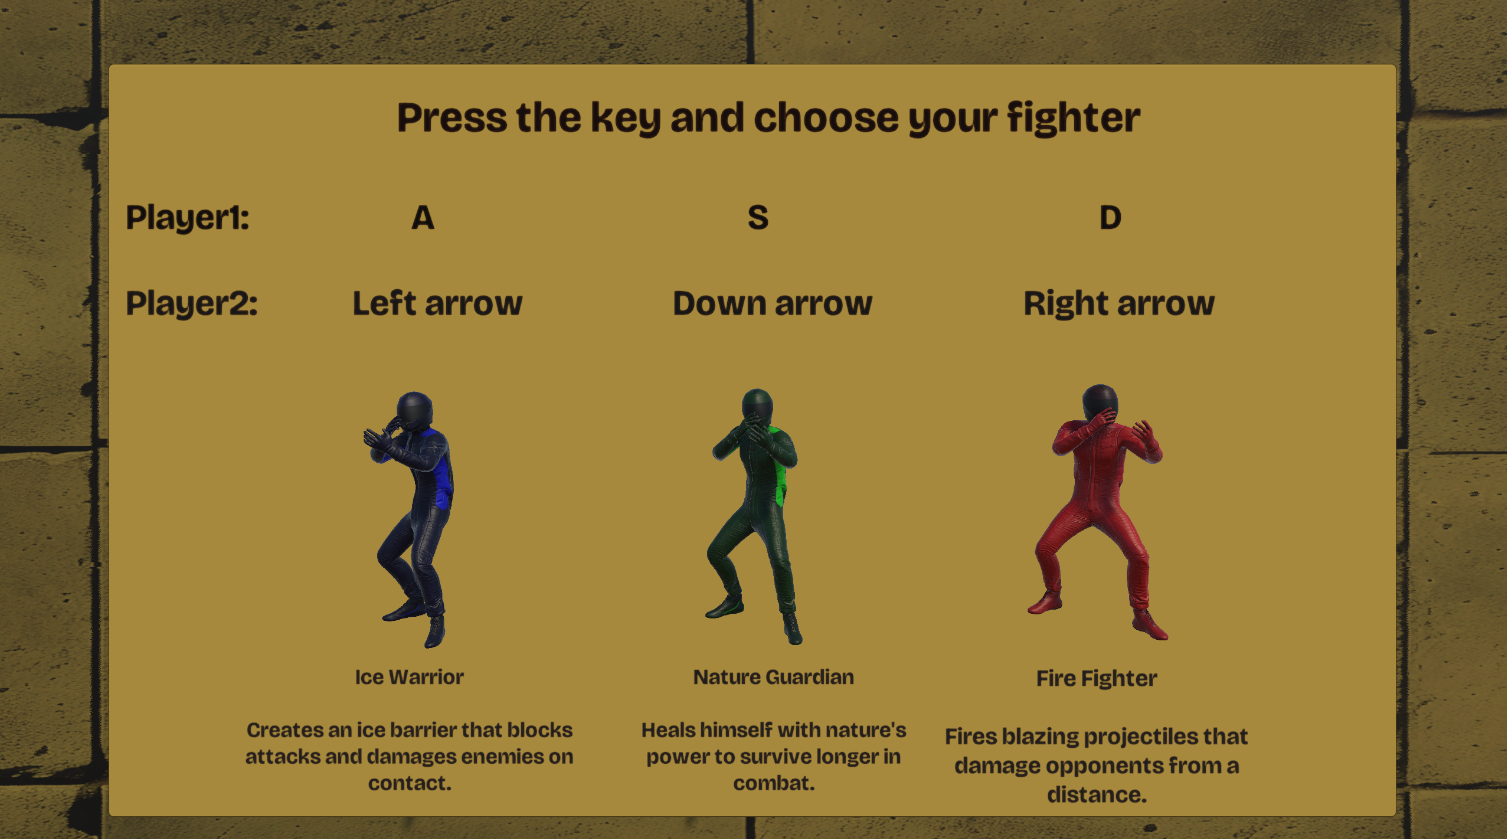 Press the key and choose your fighter
Player1: A S D
Player2: Left arrow Down arrow Right arrow
Ice Warrior
Creates an ice barrier that blocks
attacks and damages enemies on
contact.
Nature Guardian
Heals himself with nature's
power to survive longer in
combat.
Fire Fighter
Fires blazing projectiles that
damage opponents from a
distance.